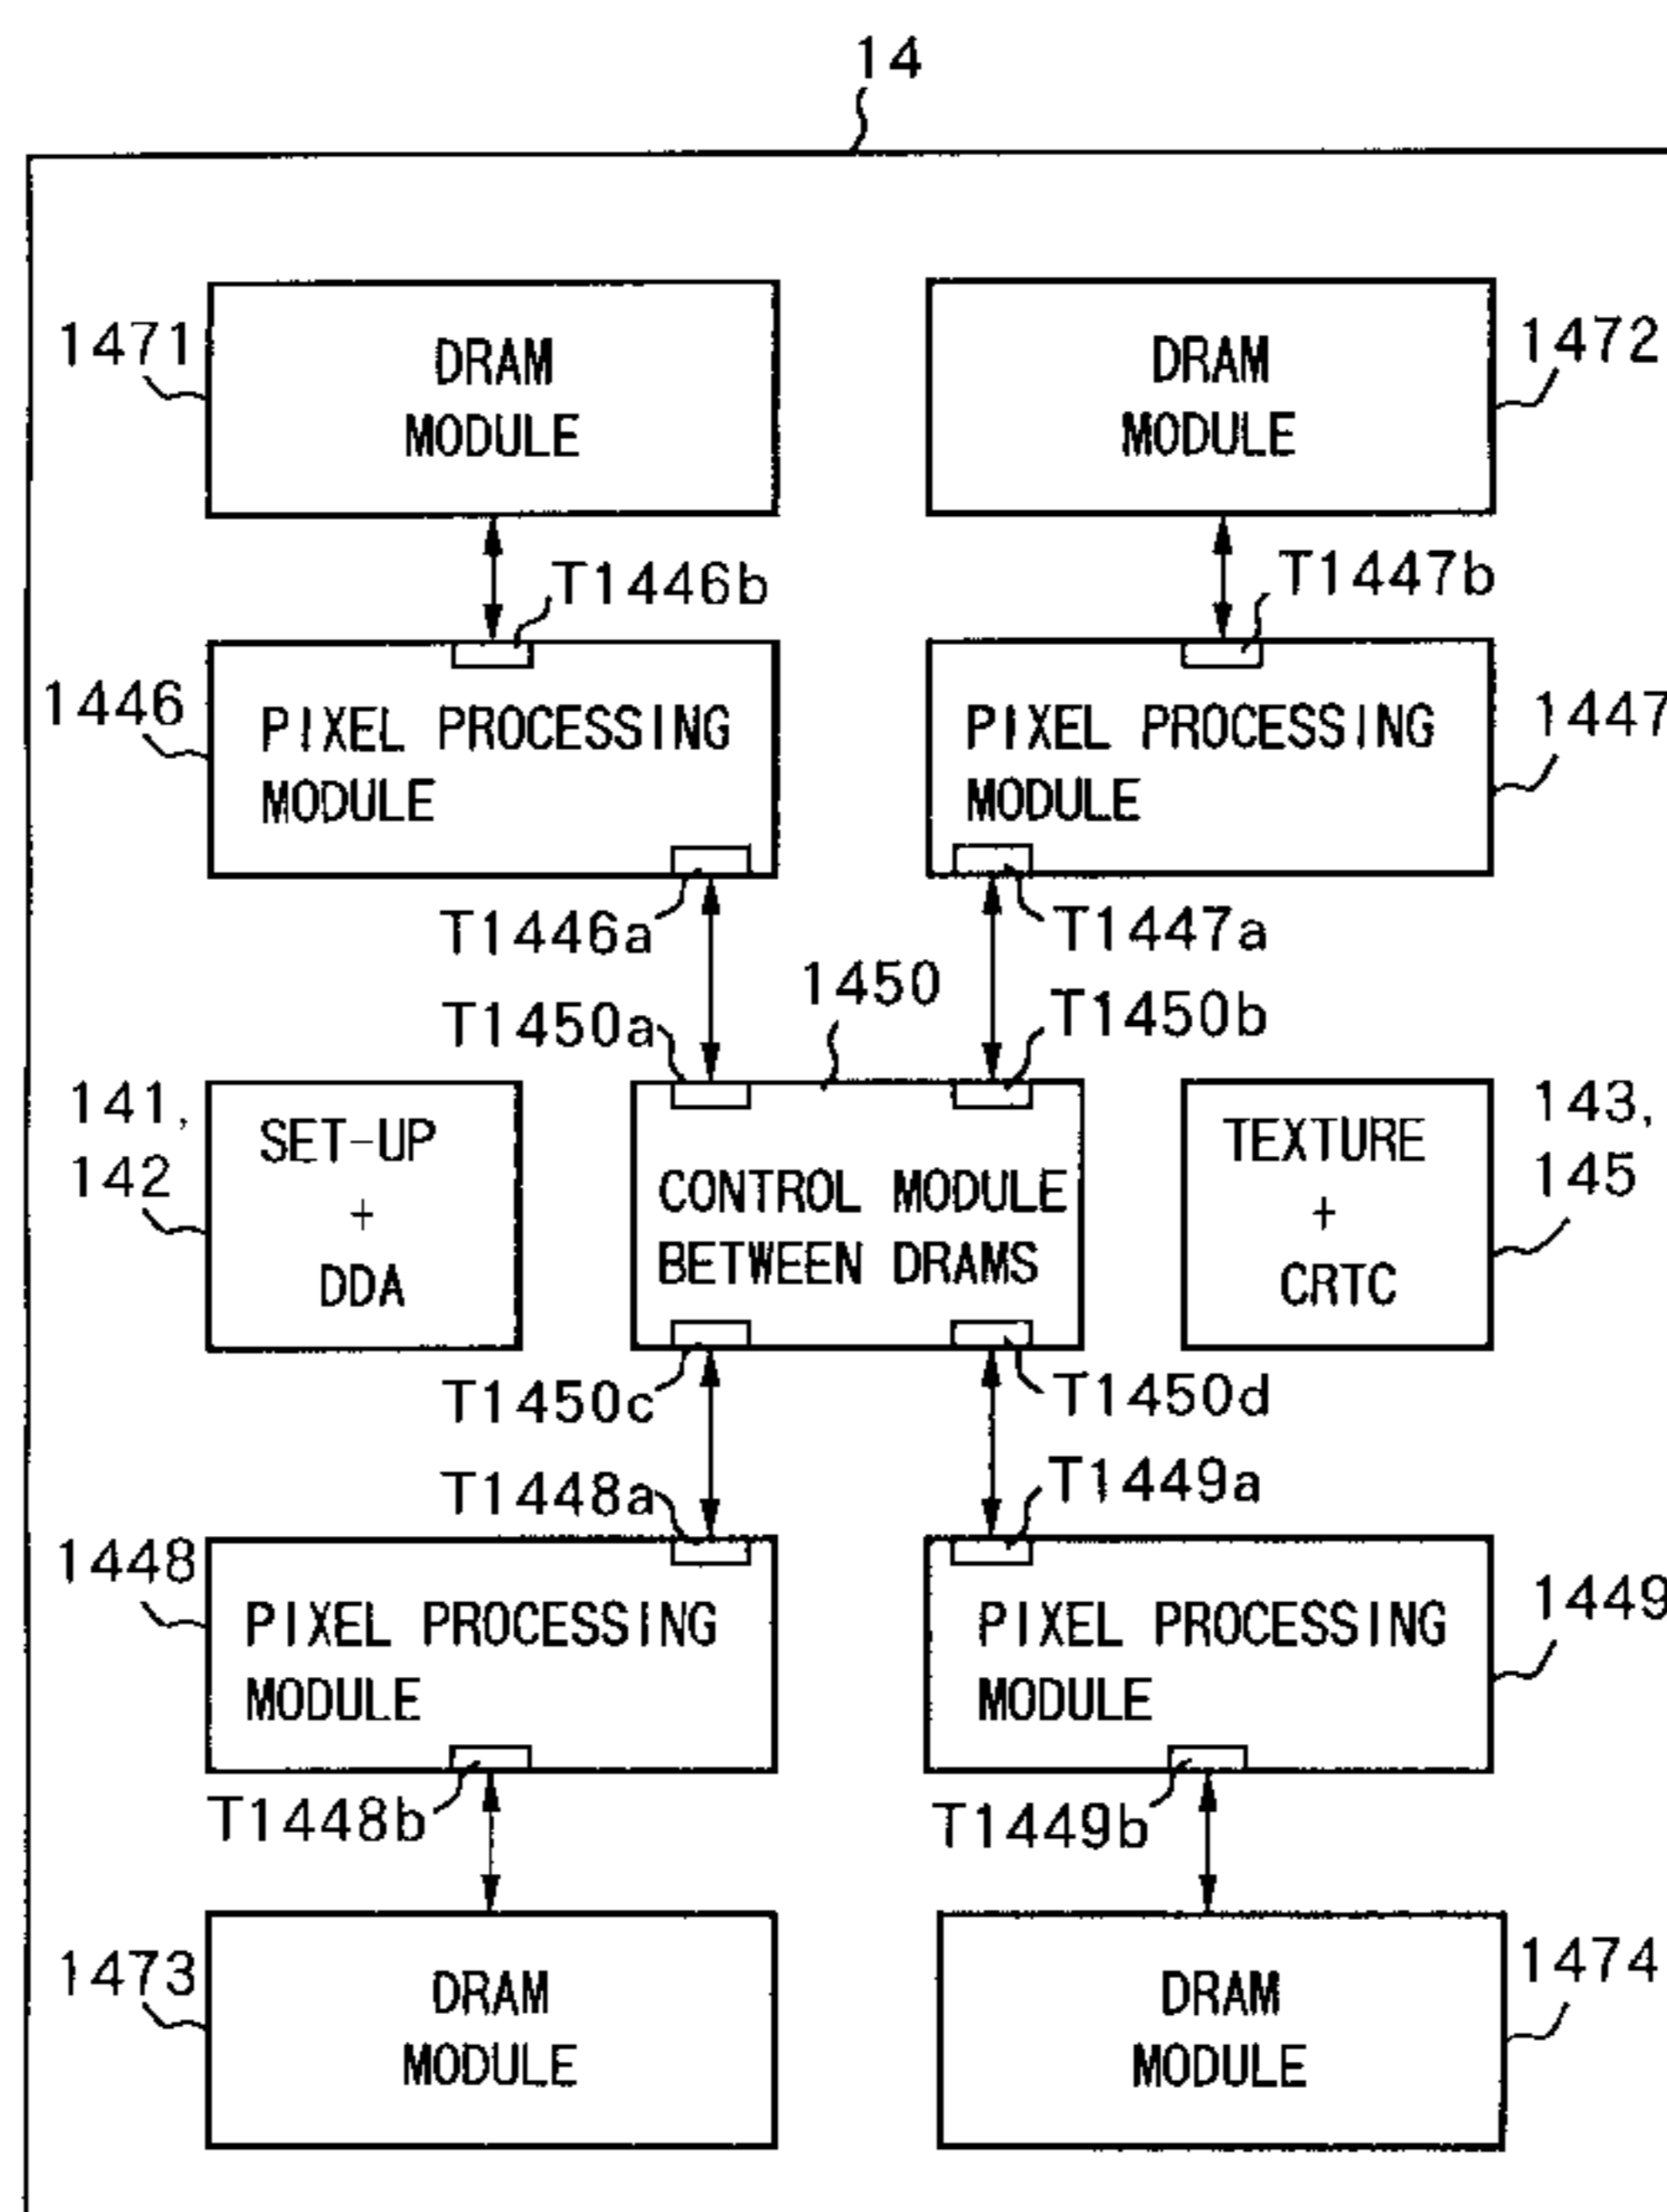 14
1471
DRAM
MODULE
DRAM
MODULE
1472
T1446b
T1447b
1446
PIXEL PROCESSING
MODULE
PIXEL PROCESSING
MODULE
1447
T1446a
T1447a
1450
T1450a
T1450b
141,
142
SET-UP
+
DDA
CONTROL MODULE
BETWEEN DRAMS
TEXTURE
+
CRTC
143,
145
T1450c
T1450d
T1448a
T1449a
1448
PIXEL PROCESSING
MODULE
PIXEL PROCESSING
MODULE
1449
T1448b
T1449b
1473
DRAM
MODULE
DRAM
MODULE
1474